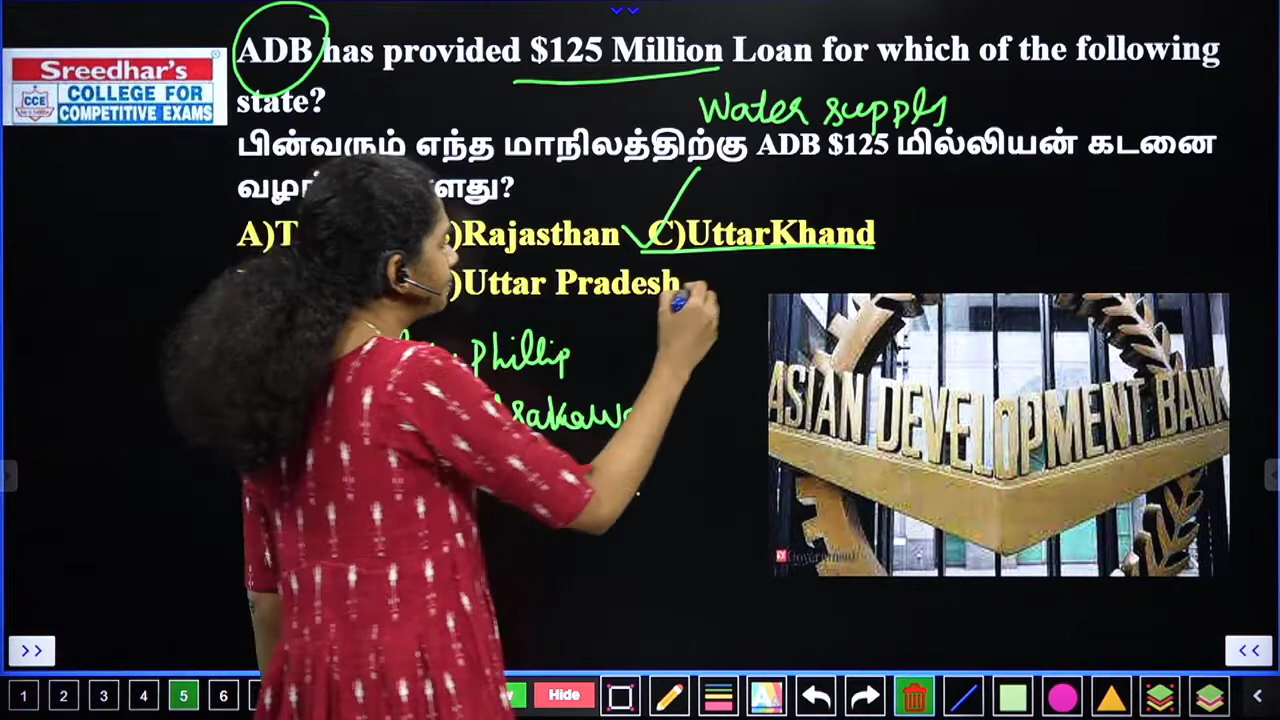 ADB has provided $125 Million Loan for which of the following
Sreedhar's
CCE
COLLEGE FOR
COMPETITIVE EXAMS
state?
Water supply
பின்வரும் எந்த மாநிலத்திற்கு ADB $125 மில்லியன் கடனை
A)T
)Rajasthan
C)UttarKhand
)Uttar Pradesh
Phillip
ASIAN DEVELOPMENT BANK
>>
<<
1 2 3 4 5 6
Hide